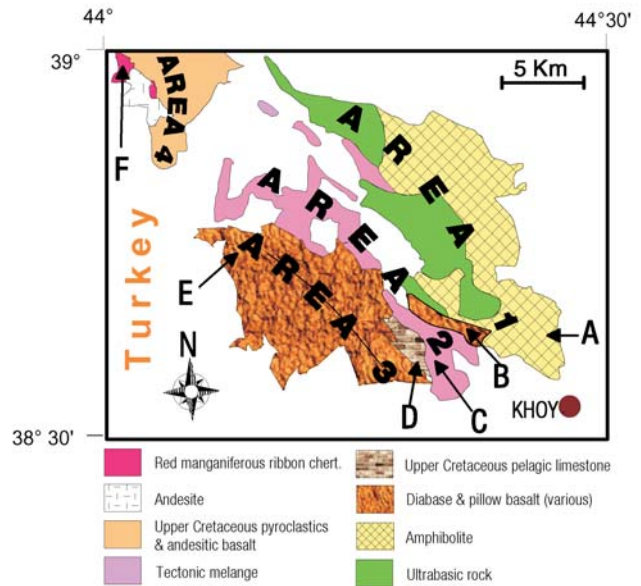 44°
44° 30'
39°
5 Km
AREA 4
F
AREA 1
AREA 2
AREA 3
Turkey
E
A
B
N
D
C
KHOY
38° 30'
Red manganiferous ribbon chert.
Andesite
Upper Cretaceous pyroclastics
& andesitic basalt
Tectonic melange
Upper Cretaceous pelagic limestone
Diabase & pillow basalt (various)
Amphibolite
Ultrabasic rock